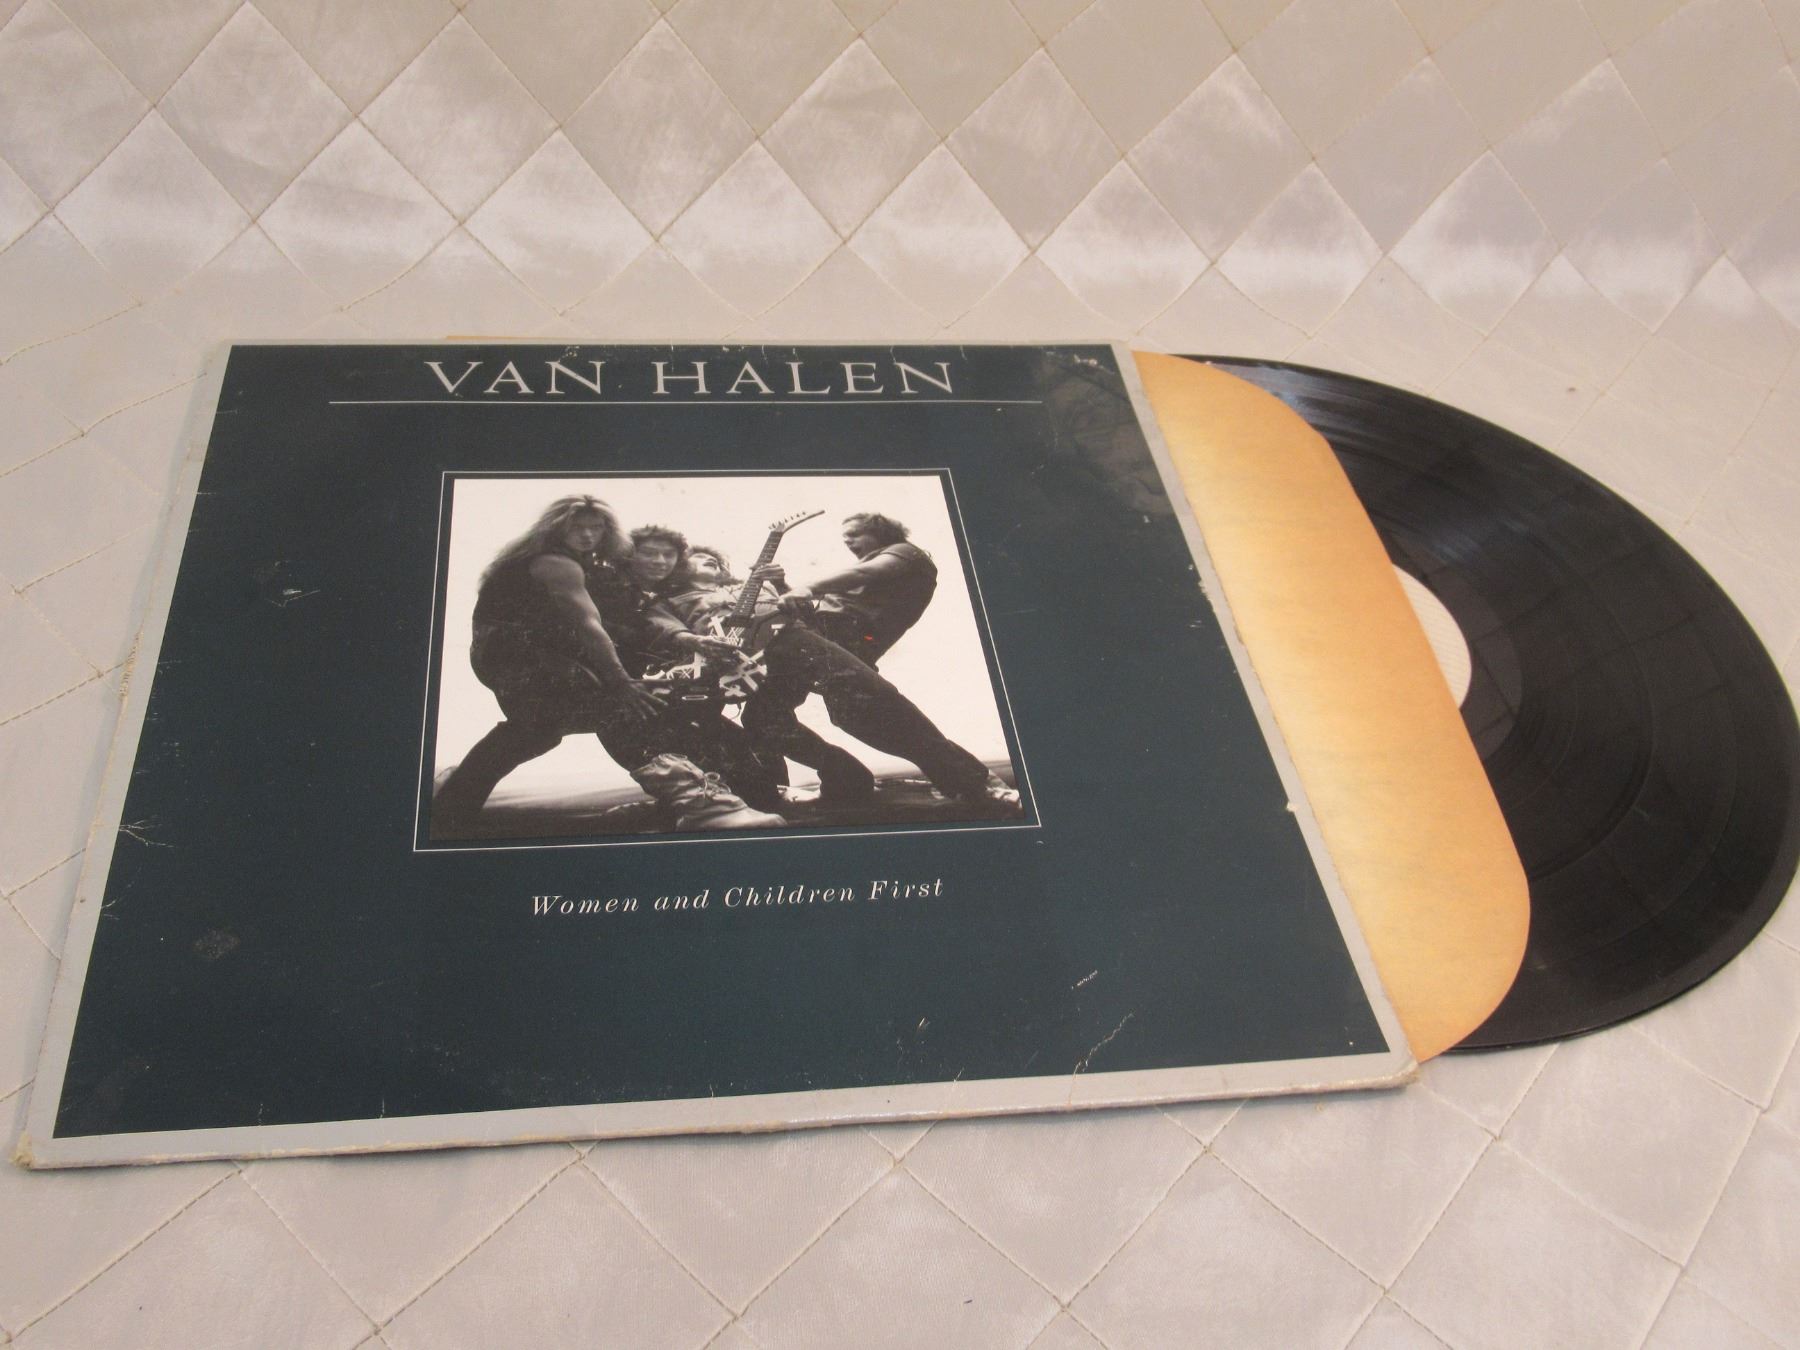 VAN HALEN
Women and Children First